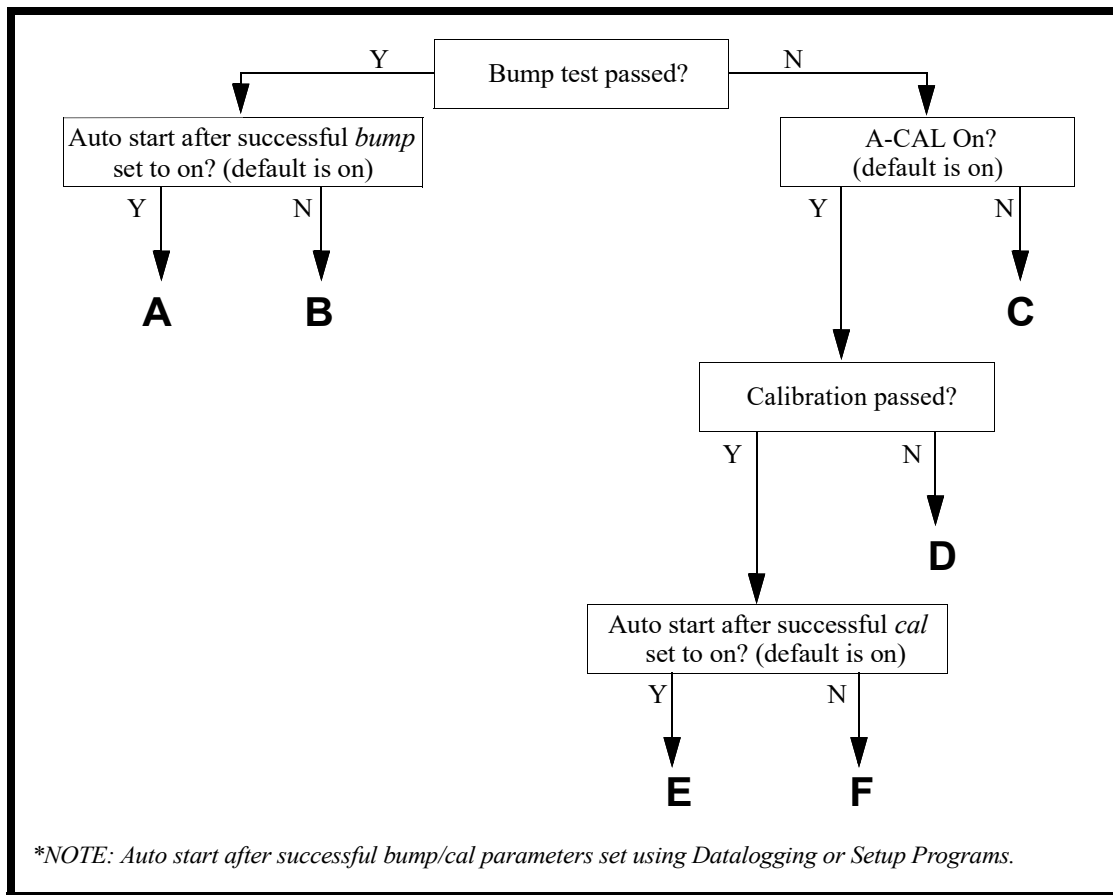 Y
Bump test passed?
N
Auto start after successful bump
set to on? (default is on)
A-CAL On?
(default is on)
Y
N
Y
N
A
B
C
Calibration passed?
Y
N
D
Auto start after successful cal
set to on? (default is on)
Y
N
E
F
*NOTE: Auto start after successful bump/cal parameters set using Datalogging or Setup Programs.